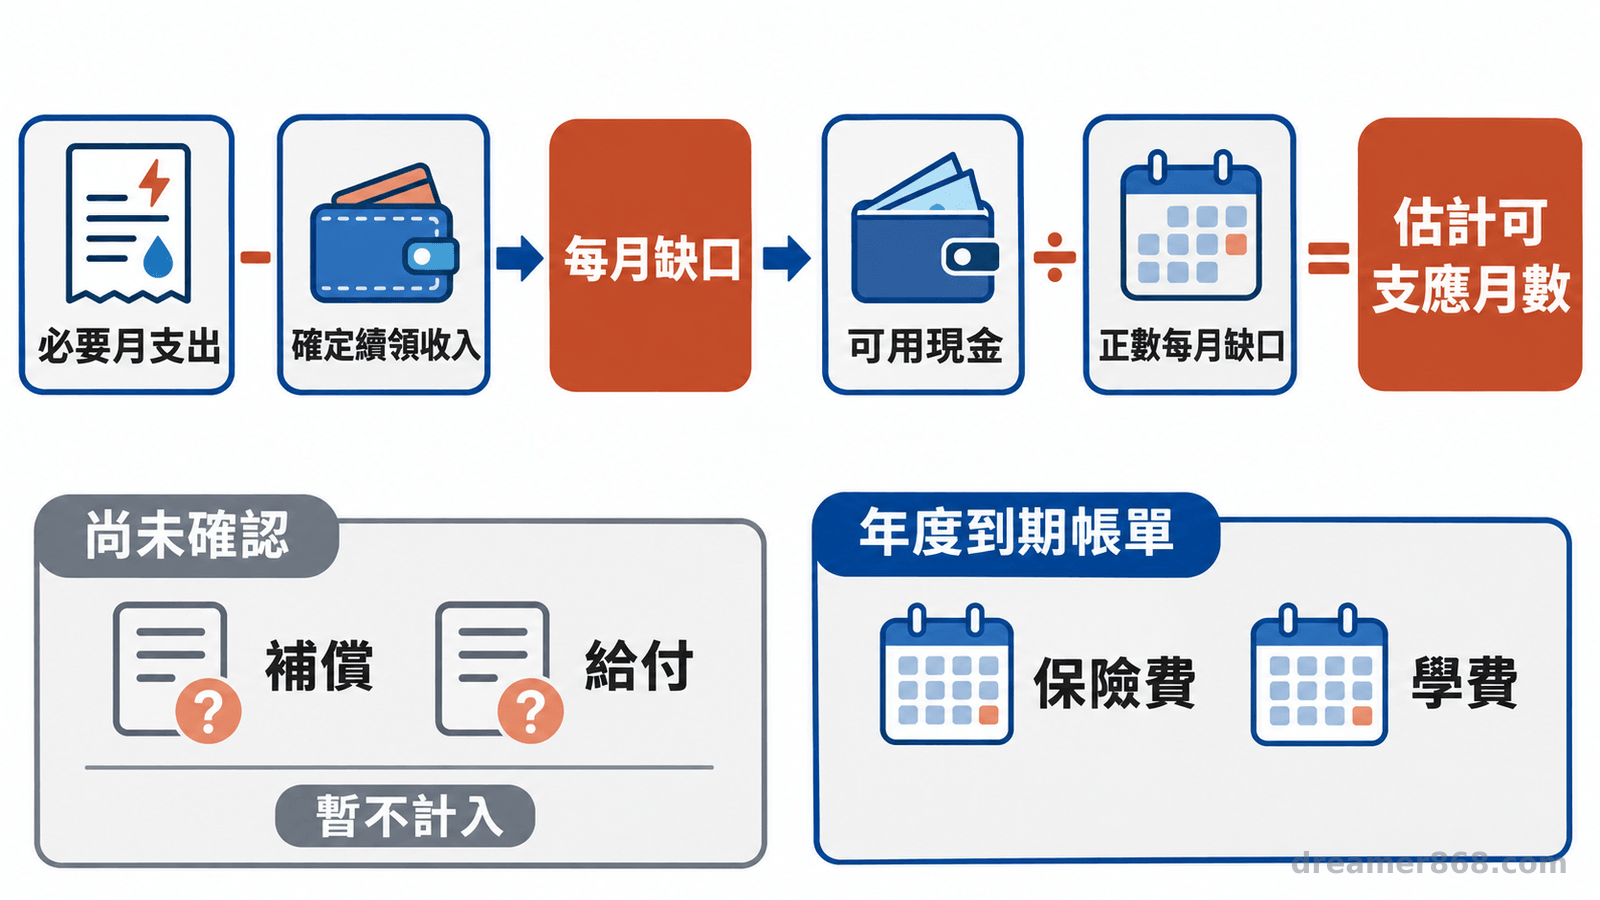 必要月支出
確定續領收入
每月缺口
可用現金
正數每月缺口
估計可
支應月數
尚未確認
補償
給付
暫不計入
年度到期帳單
保險費
學費
dreamer868.com